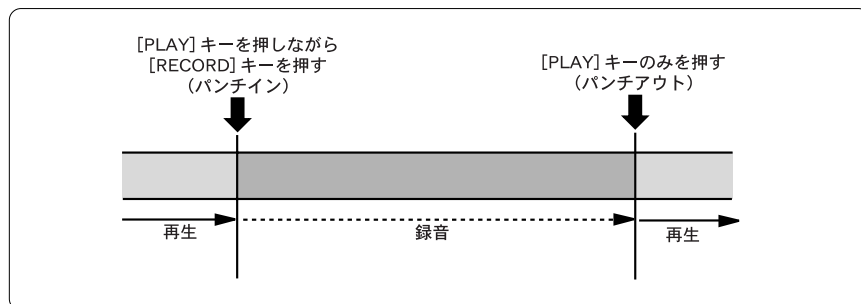 [PLAY] キーを押しながら
[RECORD] キーを押す
(パンチイン)
[PLAY] キーのみを押す
(パンチアウト)
再生
録音
再生